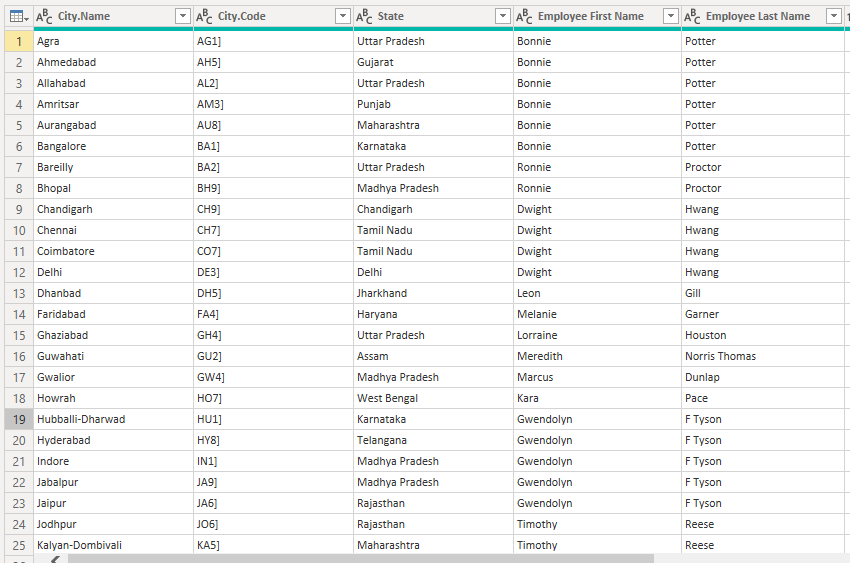 ABC City.Name ABC City.Code ABC State ABC Employee First Name ABC Employee Last Name
1 Agra AG1] Uttar Pradesh Bonnie Potter
2 Ahmedabad AH5] Gujarat Bonnie Potter
3 Allahabad AL2] Uttar Pradesh Bonnie Potter
4 Amritsar AM3] Punjab Bonnie Potter
5 Aurangabad AU8] Maharashtra Bonnie Potter
6 Bangalore BA1] Karnataka Bonnie Potter
7 Bareilly BA2] Uttar Pradesh Ronnie Proctor
8 Bhopal BH9] Madhya Pradesh Ronnie Proctor
9 Chandigarh CH9] Chandigarh Dwight Hwang
10 Chennai CH7] Tamil Nadu Dwight Hwang
11 Coimbatore CO7] Tamil Nadu Dwight Hwang
12 Delhi DE3] Delhi Dwight Hwang
13 Dhanbad DH5] Jharkhand Leon Gill
14 Faridabad FA4] Haryana Melanie Garner
15 Ghaziabad GH4] Uttar Pradesh Lorraine Houston
16 Guwahati GU2] Assam Meredith Norris Thomas
17 Gwalior GW4] Madhya Pradesh Marcus Dunlap
18 Howrah HO7] West Bengal Kara Pace
19 Hubballi-Dharwad HU1] Karnataka Gwendolyn F Tyson
20 Hyderabad HY8] Telangana Gwendolyn F Tyson
21 Indore IN1] Madhya Pradesh Gwendolyn F Tyson
22 Jabalpur JA9] Madhya Pradesh Gwendolyn F Tyson
23 Jaipur JA6] Rajasthan Gwendolyn F Tyson
24 Jodhpur JO6] Rajasthan Timothy Reese
25 Kalyan-Dombivali KA5] Maharashtra Timothy Reese